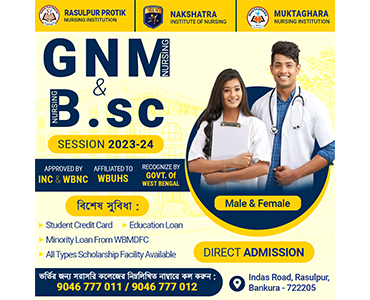 RASULPUR PROTIK
NURSING INSTITUTION
NAKSHATRA
INSTITUTE OF NURSING
MUKTAGHARA
NURSING INSTITUTION
GNM NURSING
&
NURSING B.sc
SESSION 2023-24
APPROVED BY
INC & WBNC
AFFILIATED TO
WBUHS
RECOGNIZE BY
GOVT. OF
WEST BENGAL
বিশেষ সুবিধা :
Student Credit Card
Education Loan
Minority Loan From WBMDFC
All Types Scholarship Facility Available
Male & Female
DIRECT ADMISSION
ভর্তির জন্য সরাসরি কলেজের নিম্নলিখিত নাম্বারে কল করুন :
9046 777 011 / 9046 777 012
Indas Road, Rasulpur,
Bankura - 722205